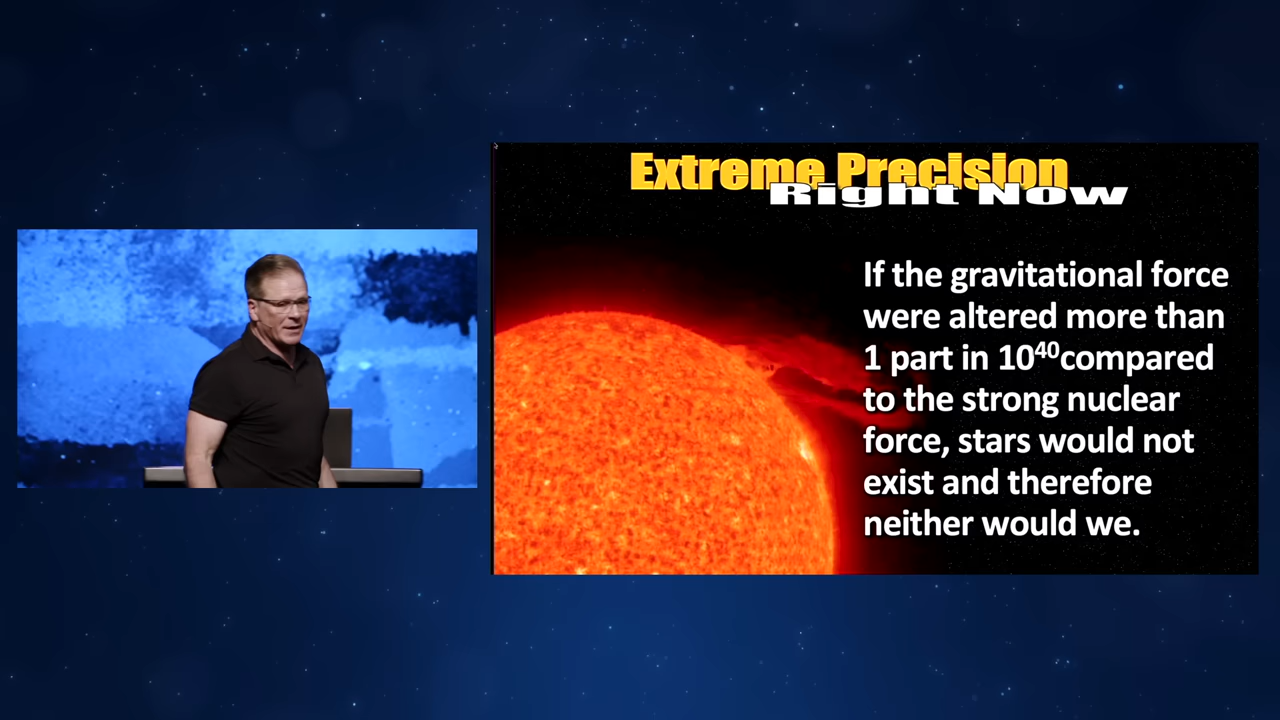 Extreme Precision
Right Now
If the gravitational force
were altered more than
1 part in 10⁴⁰compared
to the strong nuclear
force, stars would not
exist and therefore
neither would we.